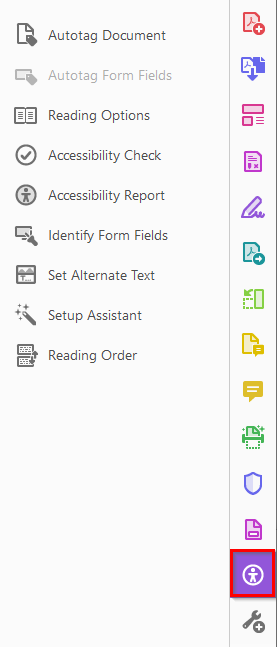 Autotag Document
Autotag Form Fields
Reading Options
Accessibility Check
Accessibility Report
Identify Form Fields
Set Alternate Text
Setup Assistant
Reading Order